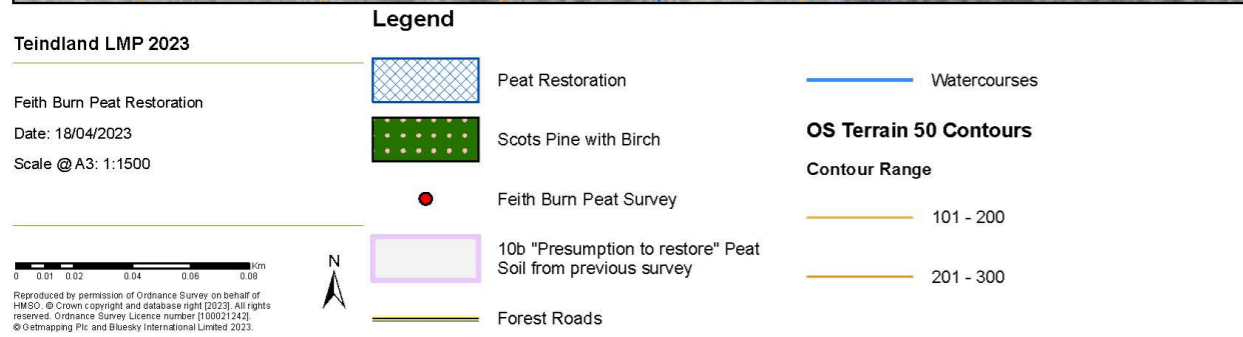 Teindland LMP 2023
Feith Burn Peat Restoration
Date: 18/04/2023
Scale @ A3: 1:1500
0 0.01 0.02 0.04 0.06 0.08 Km
N
Reproduced by permission of Ordnance Survey on behalf of
HMSO. © Crown copyright and database right [2023]. All rights
reserved. Ordnance Survey Licence number [100021242].
© Getmapping Plc and Bluesky International Limited 2023.
Legend
Peat Restoration
Scots Pine with Birch
Feith Burn Peat Survey
10b "Presumption to restore" Peat
Soil from previous survey
Forest Roads
Watercourses
OS Terrain 50 Contours
Contour Range
101 - 200
201 - 300